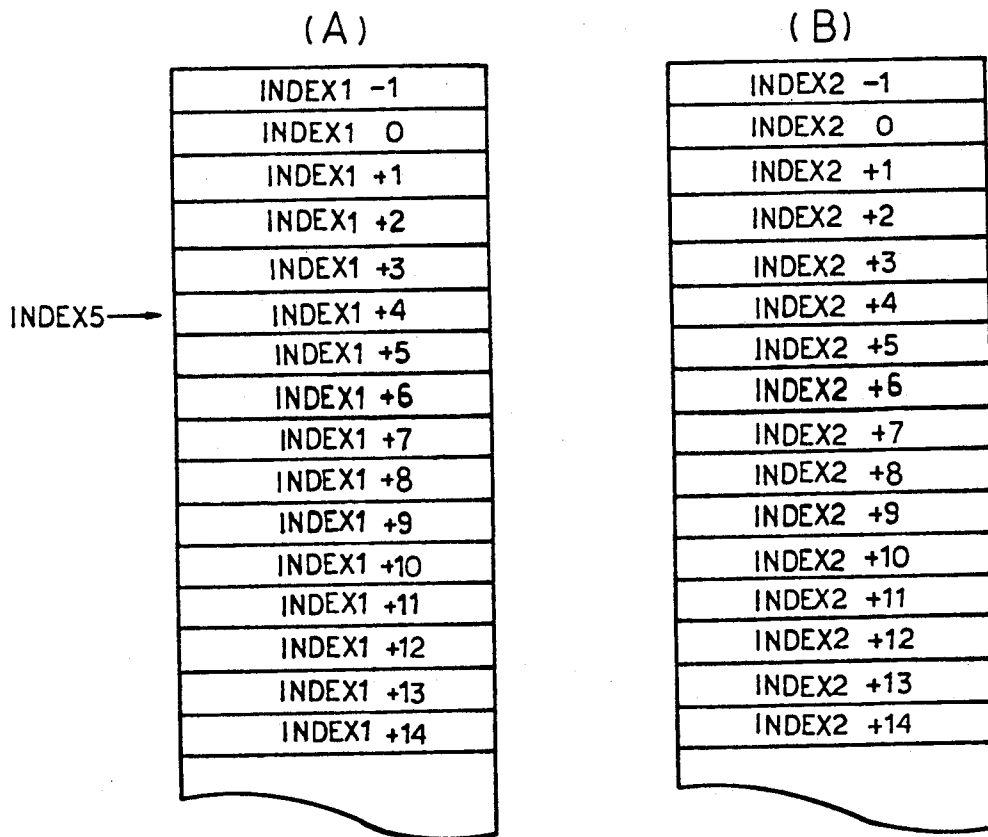 (A)
INDEX1 -1
INDEX1 0
INDEX1 +1
INDEX1 +2
INDEX1 +3
INDEX5
INDEX1 +4
INDEX1 +5
INDEX1 +6
INDEX1 +7
INDEX1 +8
INDEX1 +9
INDEX1 +10
INDEX1 +11
INDEX1 +12
INDEX1 +13
INDEX1 +14
(B)
INDEX2 -1
INDEX2 0
INDEX2 +1
INDEX2 +2
INDEX2 +3
INDEX2 +4
INDEX2 +5
INDEX2 +6
INDEX2 +7
INDEX2 +8
INDEX2 +9
INDEX2 +10
INDEX2 +11
INDEX2 +12
INDEX2 +13
INDEX2 +14